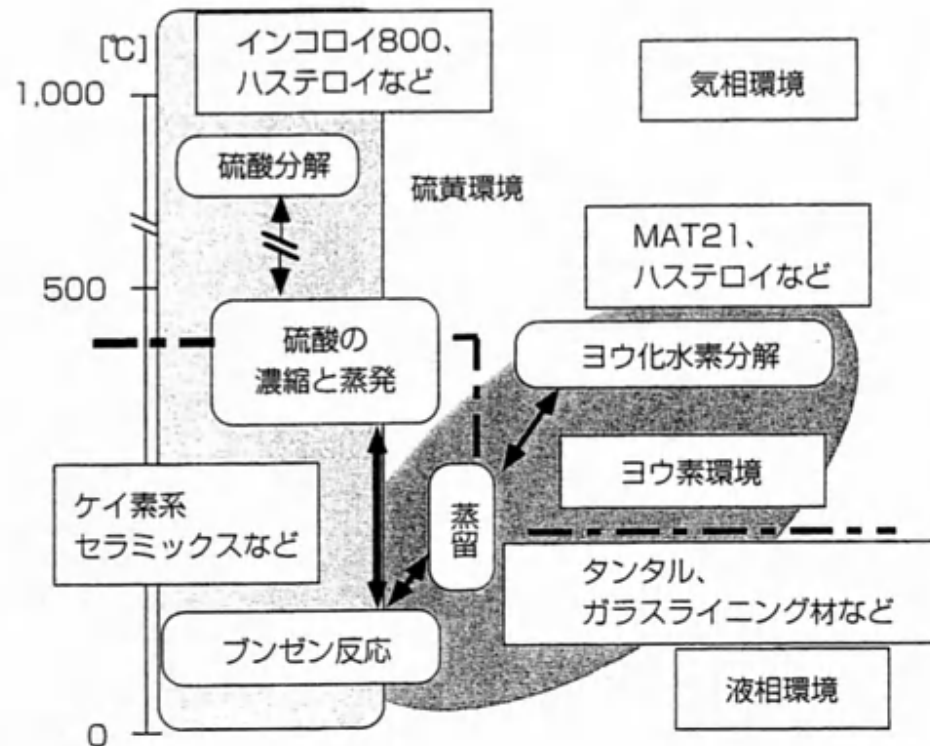 [℃]
1,000
500
0
インコロイ800、
ハステロイなど
気相環境
硫酸分解
硫黄環境
MAT21、
ハステロイなど
硫酸の
濃縮と蒸発
ヨウ化水素分解
ヨウ素環境
ケイ素系
セラミックスなど
蒸留
タンタル、
ガラスライニング材など
ブンゼン反応
液相環境